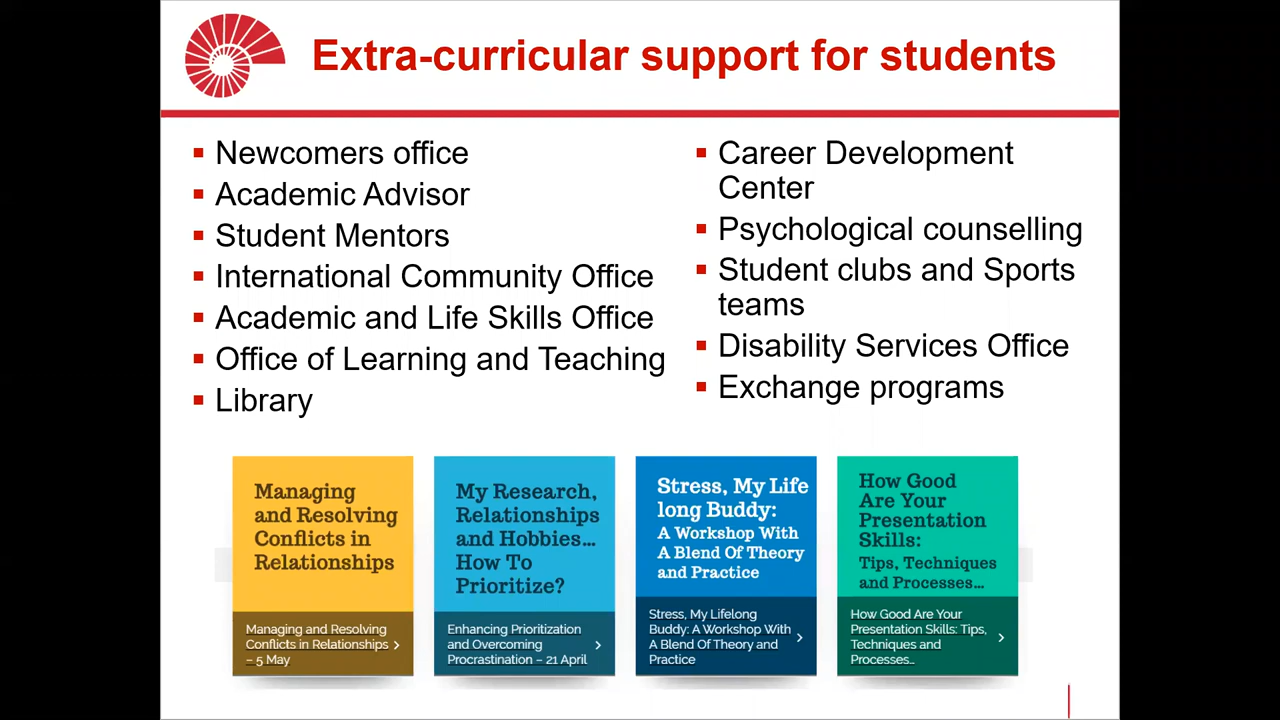 Extra-curricular support for students
Newcomers office
Academic Advisor
Student Mentors
International Community Office
Academic and Life Skills Office
Office of Learning and Teaching
Library
Career Development
Center
Psychological counselling
Student clubs and Sports
teams
Disability Services Office
Exchange programs
Managing
and Resolving
Conflicts in
Relationships
Managing and Resolving
Conflicts in Relationships
– 5 May
My Research,
Relationships
and Hobbies...
How To
Prioritize?
Enhancing Prioritization
and Overcoming
Procrastination – 21 April
Stress, My Life
long Buddy:
A Workshop With
A Blend Of Theory
and Practice
Stress, My Lifelong
Buddy: A Workshop With
A Blend Of Theory and
Practice
How Good
Are Your
Presentation
Skills:
Tips, Techniques
and Processes...
How Good Are Your
Presentation Skills: Tips,
Techniques and
Processes...